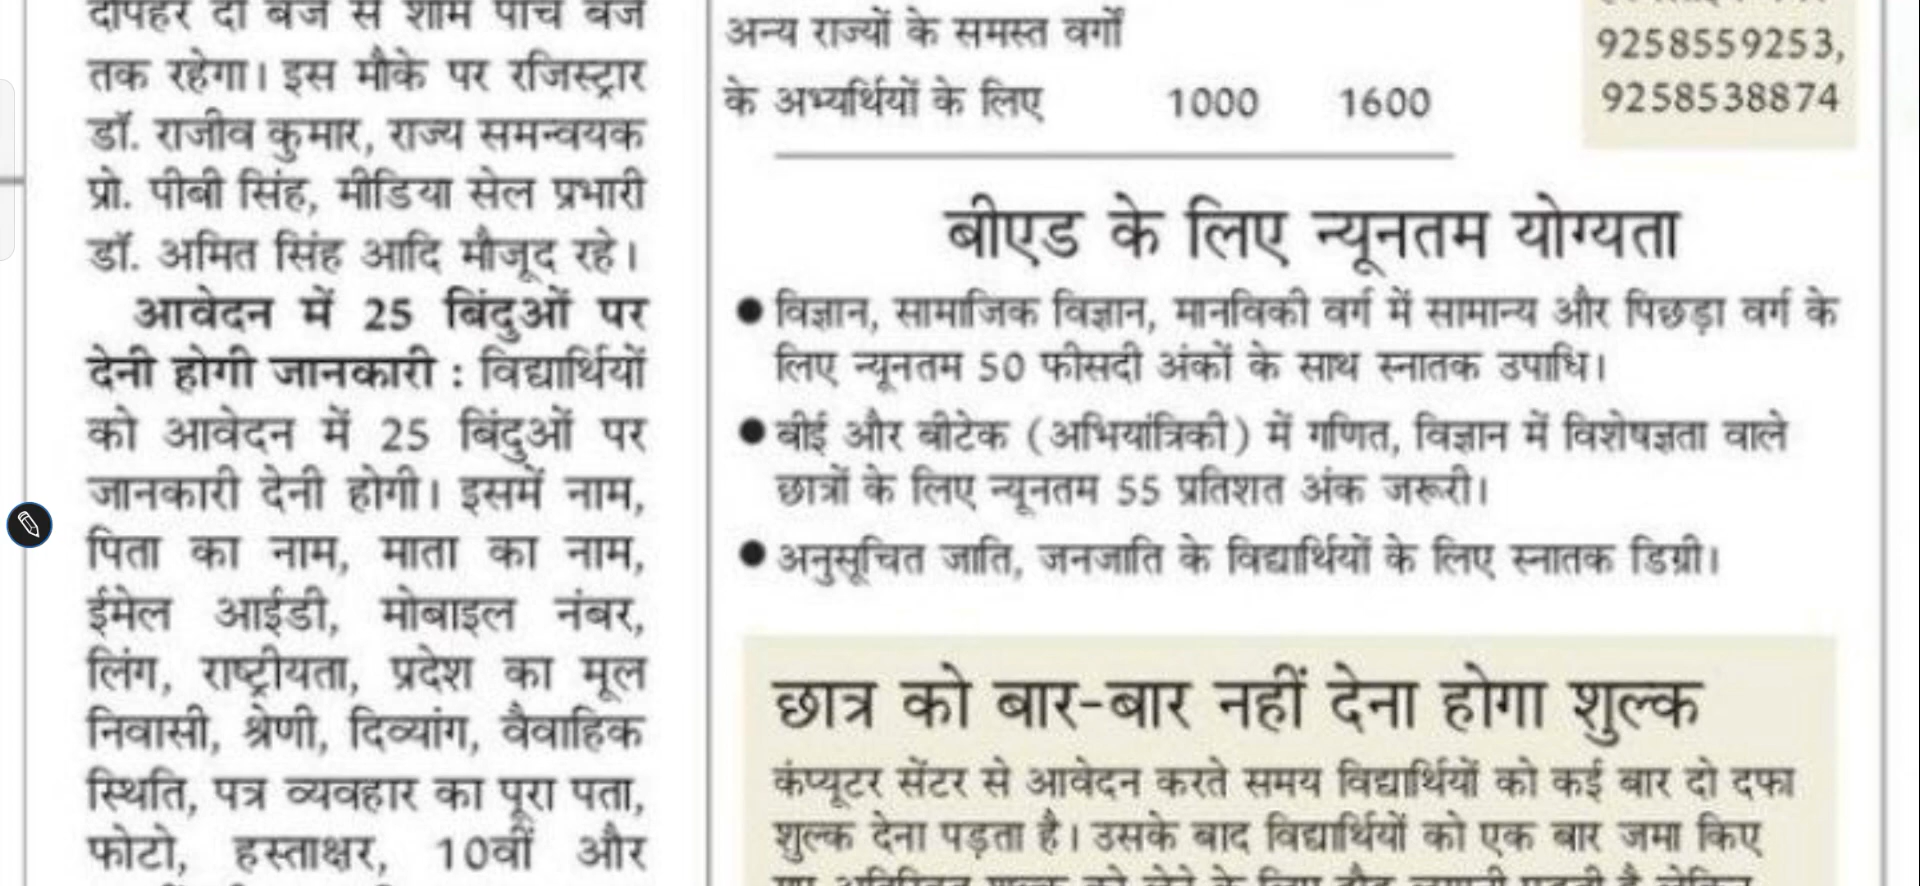 दोपहर दो बजे से शाम पांच बजे
तक रहेगा। इस मौके पर रजिस्ट्रार
डॉ. राजीव कुमार, राज्य समन्वयक
प्रो. पीबी सिंह, मीडिया सेल प्रभारी
डॉ. अमित सिंह आदि मौजूद रहे।
आवेदन में 25 बिंदुओं पर
देनी होगी जानकारी : विद्यार्थियों
को आवेदन में 25 बिंदुओं पर
जानकारी देनी होगी। इसमें नाम,
पिता का नाम, माता का नाम,
ईमेल आईडी, मोबाइल नंबर,
लिंग, राष्ट्रीयता, प्रदेश का मूल
निवासी, श्रेणी, दिव्यांग, वैवाहिक
स्थिति, पत्र व्यवहार का पूरा पता,
फोटो, हस्ताक्षर, 10वीं और
अन्य राज्यों के समस्त वर्गों
के अभ्यर्थियों के लिए 1000 1600
9258559253,
9258538874
बीएड के लिए न्यूनतम योग्यता
● विज्ञान, सामाजिक विज्ञान, मानविकी वर्ग में सामान्य और पिछड़ा वर्ग के
लिए न्यूनतम 50 फीसदी अंकों के साथ स्नातक उपाधि।
● बीई और बीटेक (अभियांत्रिकी) में गणित, विज्ञान में विशेषज्ञता वाले
छात्रों के लिए न्यूनतम 55 प्रतिशत अंक जरूरी।
● अनुसूचित जाति, जनजाति के विद्यार्थियों के लिए स्नातक डिग्री।
छात्र को बार-बार नहीं देना होगा शुल्क
कंप्यूटर सेंटर से आवेदन करते समय विद्यार्थियों को कई बार दो दफा
शुल्क देना पड़ता है। उसके बाद विद्यार्थियों को एक बार जमा किए